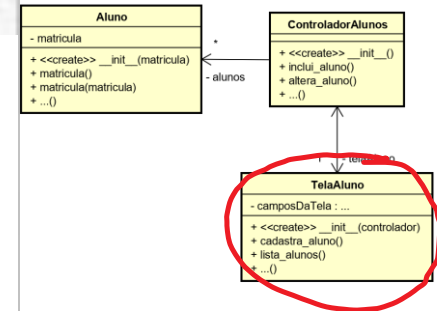 Aluno
- matricula
+ <<create>> __init__(matricula)
+ matricula()
+ matricula(matricula)
+ ...()
*
- alunos
ControladorAlunos
+ <<create>> __init__()
+ inclui_aluno()
+ altera_aluno()
+ ...()
TelaAluno
- camposDaTela : ...
+ <<create>> __init__(controlador)
+ cadastra_aluno()
+ lista_alunos()
+ ...()